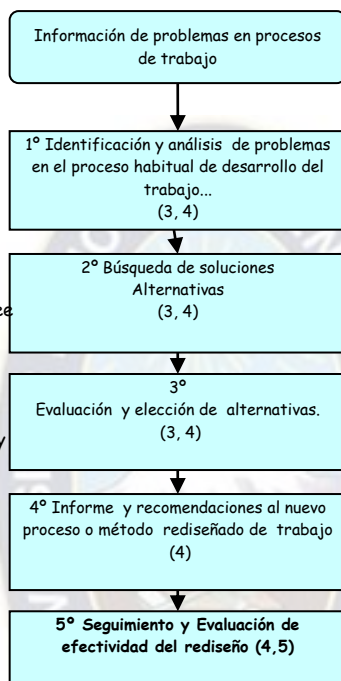 Información de problemas en procesos
de trabajo
1º Identificación y análisis de problemas
en el proceso habitual de desarrollo del
trabajo...
(3, 4)
2º Búsqueda de soluciones
Alternativas
(3, 4)
3º
Evaluación y elección de alternativas.
(3, 4)
4º Informe y recomendaciones al nuevo
proceso o método rediseñado de trabajo
(4)
5º Seguimiento y Evaluación de
efectividad del rediseño (4,5)